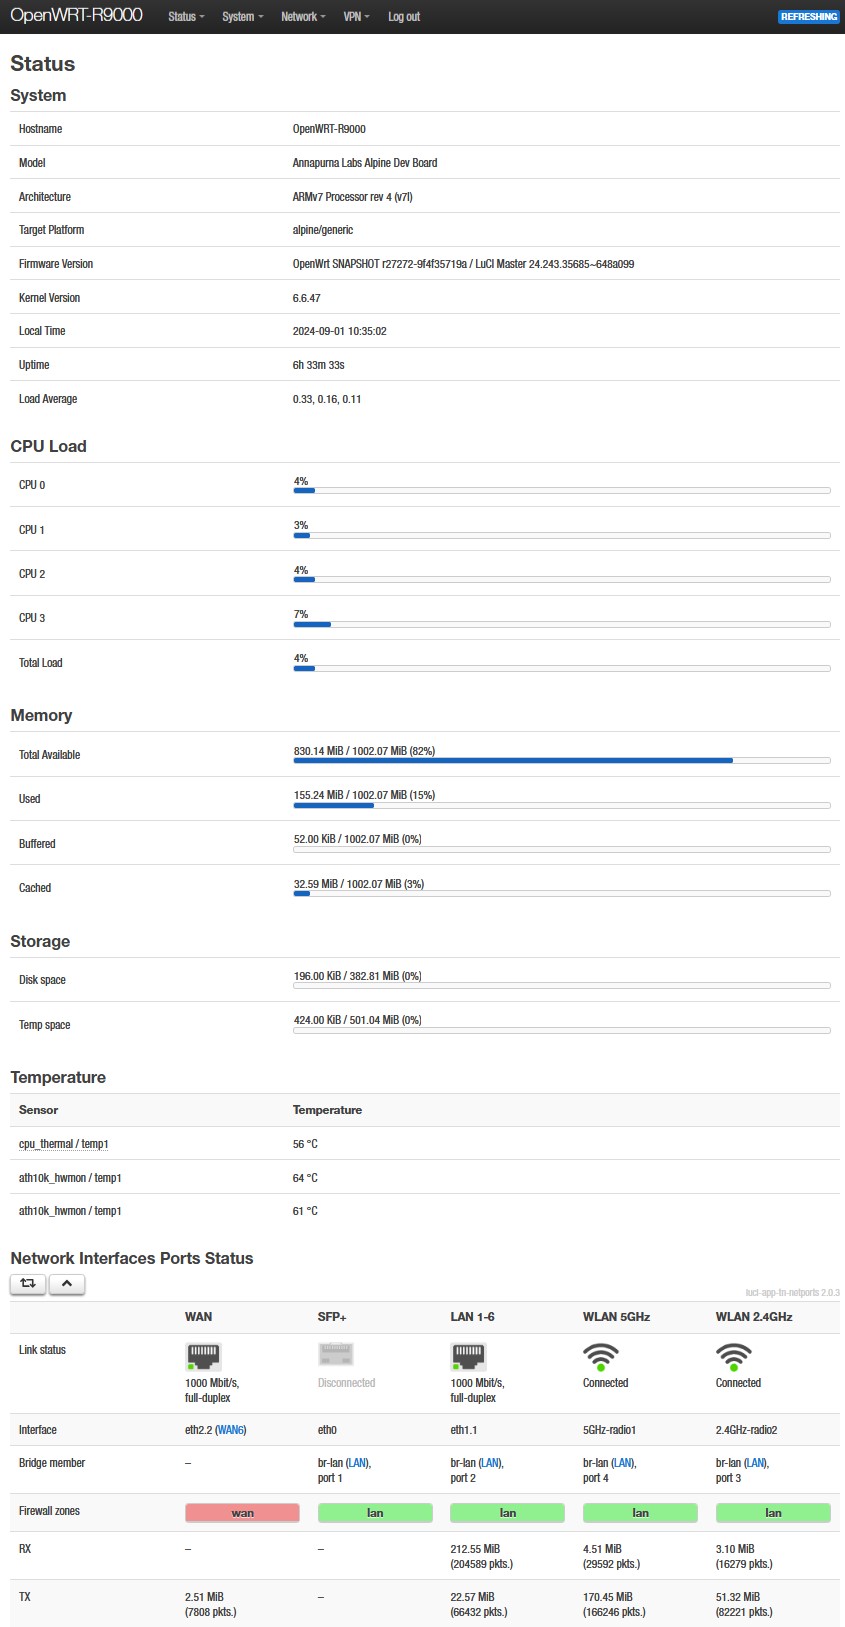 OpenWRT-R9000 Status System Network VPN Log out REFRESHING
Status
System
Hostname OpenWRT-R9000
Model Annapurna Labs Alpine Dev Board
Architecture ARMv7 Processor rev 4 (v7l)
Target Platform alpine/generic
Firmware Version OpenWrt SNAPSHOT r27272-9f4f35719a / LuCI Master 24.243.35685~648a099
Kernel Version 6.6.47
Local Time 2024-09-01 10:35:02
Uptime 6h 33m 33s
Load Average 0.33, 0.16, 0.11
CPU Load
CPU 0 4%
CPU 1 3%
CPU 2 4%
CPU 3 7%
Total Load 4%
Memory
Total Available 830.14 MiB / 1002.07 MiB (82%)
Used 155.24 MiB / 1002.07 MiB (15%)
Buffered 52.00 KiB / 1002.07 MiB (0%)
Cached 32.59 MiB / 1002.07 MiB (3%)
Storage
Disk space 196.00 KiB / 382.81 MiB (0%)
Temp space 424.00 KiB / 501.04 MiB (0%)
Temperature
Sensor Temperature
cpu_thermal / temp1 56 °C
ath10k_hwmon / temp1 64 °C
ath10k_hwmon / temp1 61 °C
Network Interfaces Ports Status
luci-app-tn-netports 2.0.3
WAN SFP+ LAN 1-6 WLAN 5GHz WLAN 2.4GHz
Link status
1000 Mbit/s, Disconnected 1000 Mbit/s, Connected Connected
full-duplex full-duplex
Interface eth2.2 (WAN6) eth0 eth1.1 5GHz-radio1 2.4GHz-radio2
Bridge member – br-lan (LAN), br-lan (LAN), br-lan (LAN), br-lan (LAN),
port 1 port 2 port 4 port 3
Firewall zones wan lan lan lan lan
RX – – 212.55 MiB 4.51 MiB 3.10 MiB
(204589 pkts.) (29592 pkts.) (16279 pkts.)
TX 2.51 MiB – 22.57 MiB 170.45 MiB 51.32 MiB
(7808 pkts.) (66432 pkts.) (166246 pkts.) (82221 pkts.)